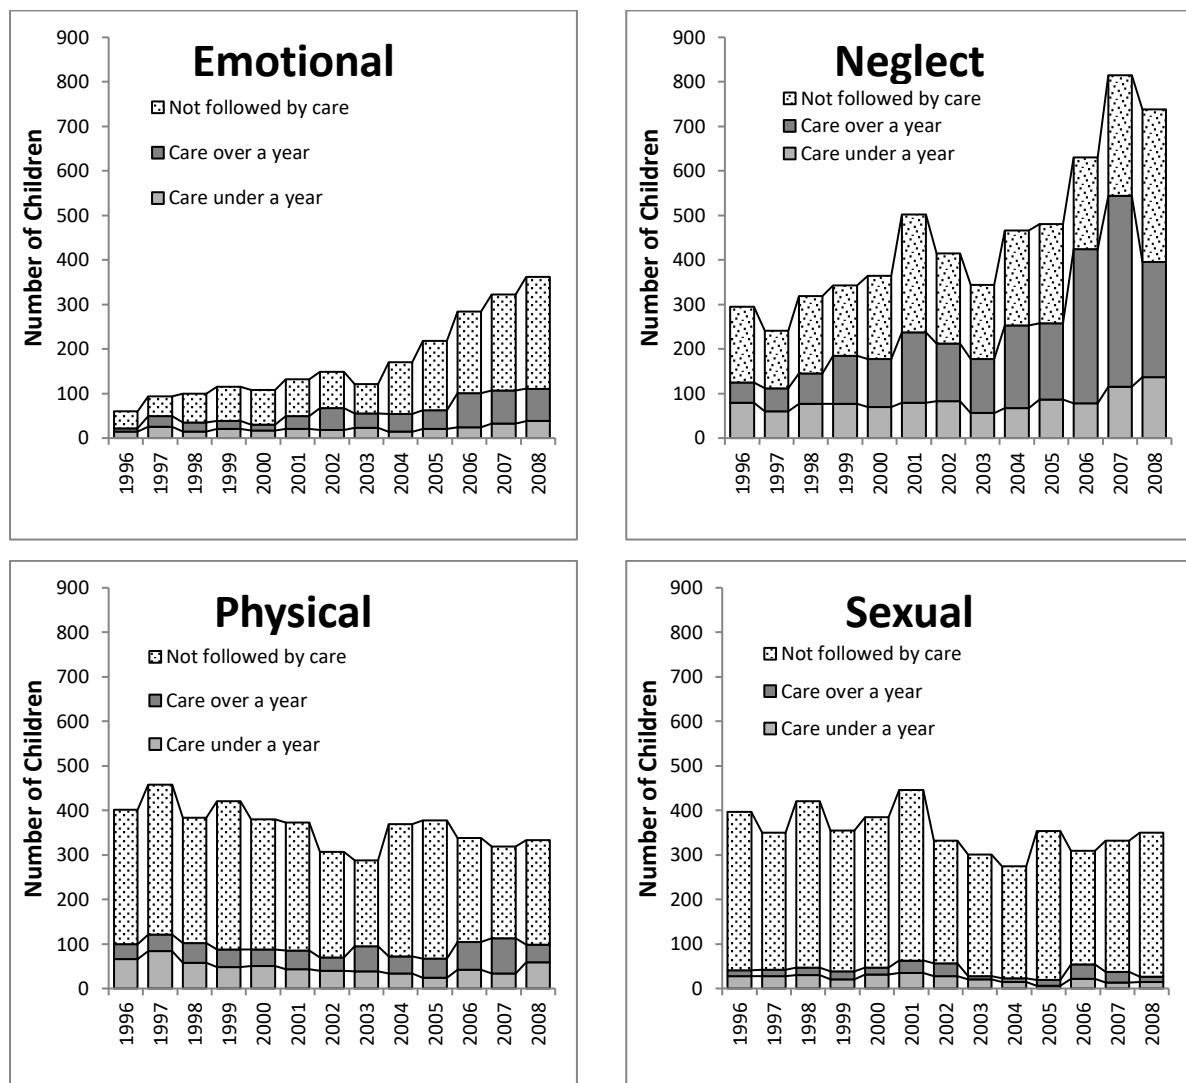 Emotional
Number of Children
900
800
700
600
500
400
300
200
100
0
Not followed by care
Care over a year
Care under a year
1996 1997 1998 1999 2000 2001 2002 2003 2004 2005 2006 2007 2008
Neglect
Number of Children
900
800
700
600
500
400
300
200
100
0
Not followed by care
Care over a year
Care under a year
1996 1997 1998 1999 2000 2001 2002 2003 2004 2005 2006 2007 2008
Physical
Number of Children
900
800
700
600
500
400
300
200
100
0
Not followed by care
Care over a year
Care under a year
1996 1997 1998 1999 2000 2001 2002 2003 2004 2005 2006 2007 2008
Sexual
Number of Children
900
800
700
600
500
400
300
200
100
0
Not followed by care
Care over a year
Care under a year
1996 1997 1998 1999 2000 2001 2002 2003 2004 2005 2006 2007 2008